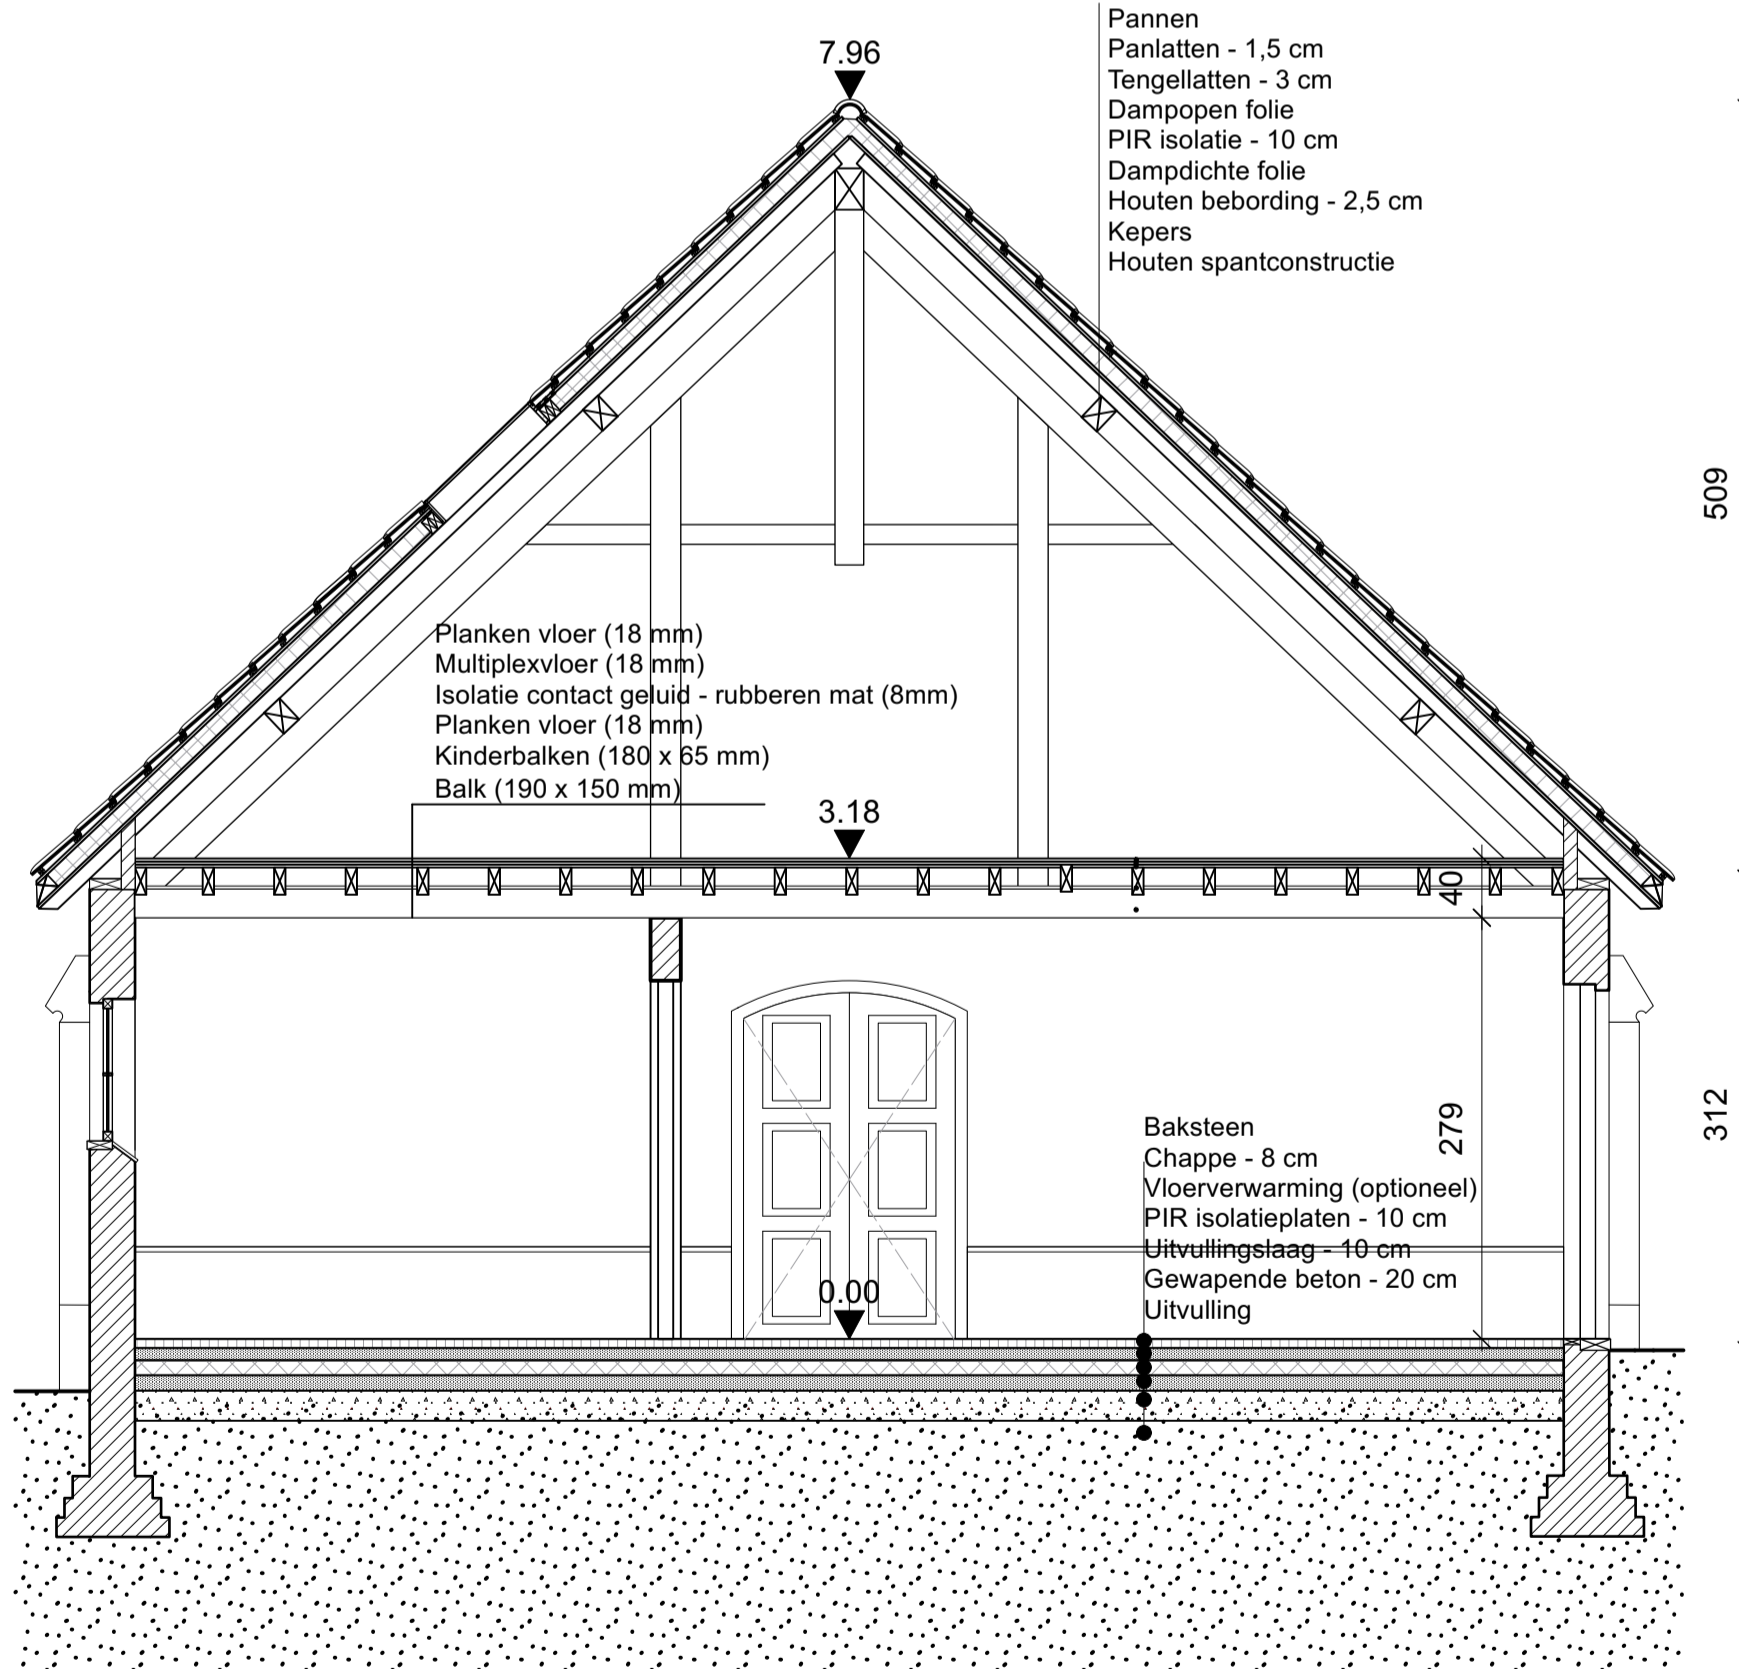 Pannen
Panlatten - 1,5 cm
Tengellatten - 3 cm
Dampopen folie
PIR isolatie - 10 cm
Dampdichte folie
Houten bebording - 2,5 cm
Kepers
Houten spantconstructie
7.96
509
Planken vloer (18 mm)
Multiplexvloer (18 mm)
Isolatie contact geluid - rubberen mat (8mm)
Planken vloer (18 mm)
Kinderbalken (180 x 65 mm)
Balk (190 x 150 mm)
3.18
40
279
312
Baksteen
Chappe - 8 cm
Vloerverwarming (optioneel)
PIR isolatieplaten - 10 cm
Uitvullingslaag - 10 cm
Gewapende beton - 20 cm
Uitvulling
0.00